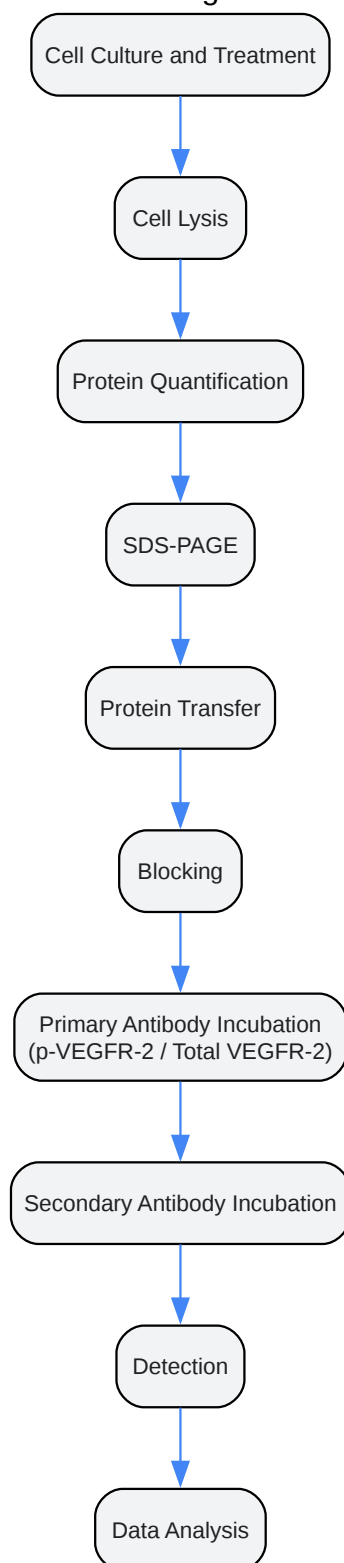 Cell Culture and Treatment
Cell Lysis
Protein Quantification
SDS-PAGE
Protein Transfer
Blocking
Primary Antibody Incubation
(p-VEGFR-2 / Total VEGFR-2)
Secondary Antibody Incubation
Detection
Data Analysis